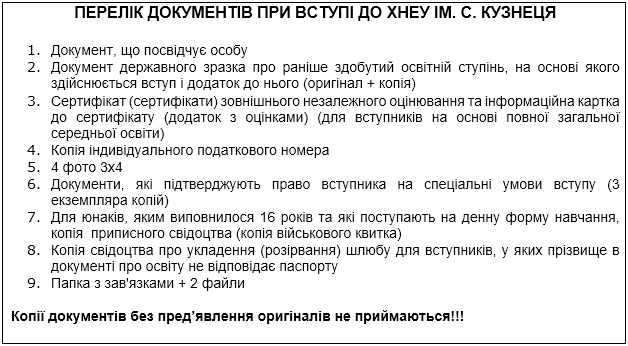 ПЕРЕЛІК ДОКУМЕНТІВ ПРИ ВСТУПІ ДО ХНЕУ ІМ. С. КУЗНЕЦЯ
1. Документ, що посвідчує особу
2. Документ державного зразка про раніше здобутий освітній ступінь, на основі якого
здійснюється вступ і додаток до нього (оригінал + копія)
3. Сертифікат (сертифікати) зовнішнього незалежного оцінювання та інформаційна картка
до сертифікату (додаток з оцінками) (для вступників на основі повної загальної
середньої освіти)
4. Копія індивідуального податкового номера
5. 4 фото 3х4
6. Документи, які підтверджують право вступника на спеціальні умови вступу (3
екземпляра копій)
7. Для юнаків, яким виповнилося 16 років та які поступають на денну форму навчання,
копія приписного свідоцтва (копія військового квитка)
8. Копія свідоцтва про укладення (розірвання) шлюбу для вступників, у яких прізвище в
документі про освіту не відповідає паспорту
9. Папка з зав'язками + 2 файли
Копії документів без пред’явлення оригіналів не приймаються!!!